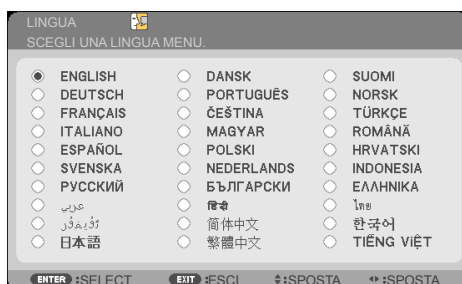 LINGUA
SCEGLI UNA LINGUA MENU.
ENGLISH DANSK SUOMI
DEUTSCH PORTUGUÊS NORSK
FRANÇAIS ČEŠTINA TÜRKÇE
ITALIANO MAGYAR ROMÂNĂ
ESPAÑOL POLSKI HRVATSKI
SVENSKA NEDERLANDS INDONESIA
РУССКИЙ БЪЛГАРСКИ ΕΛΛΗΝΙΚΑ
عربي हिंदी ไทย
简体中文 한국어
日本語 繁體中文 TIẾNG VIỆT
ENTER :SELECT EXIT :ESCI :SPOSTA :SPOSTA